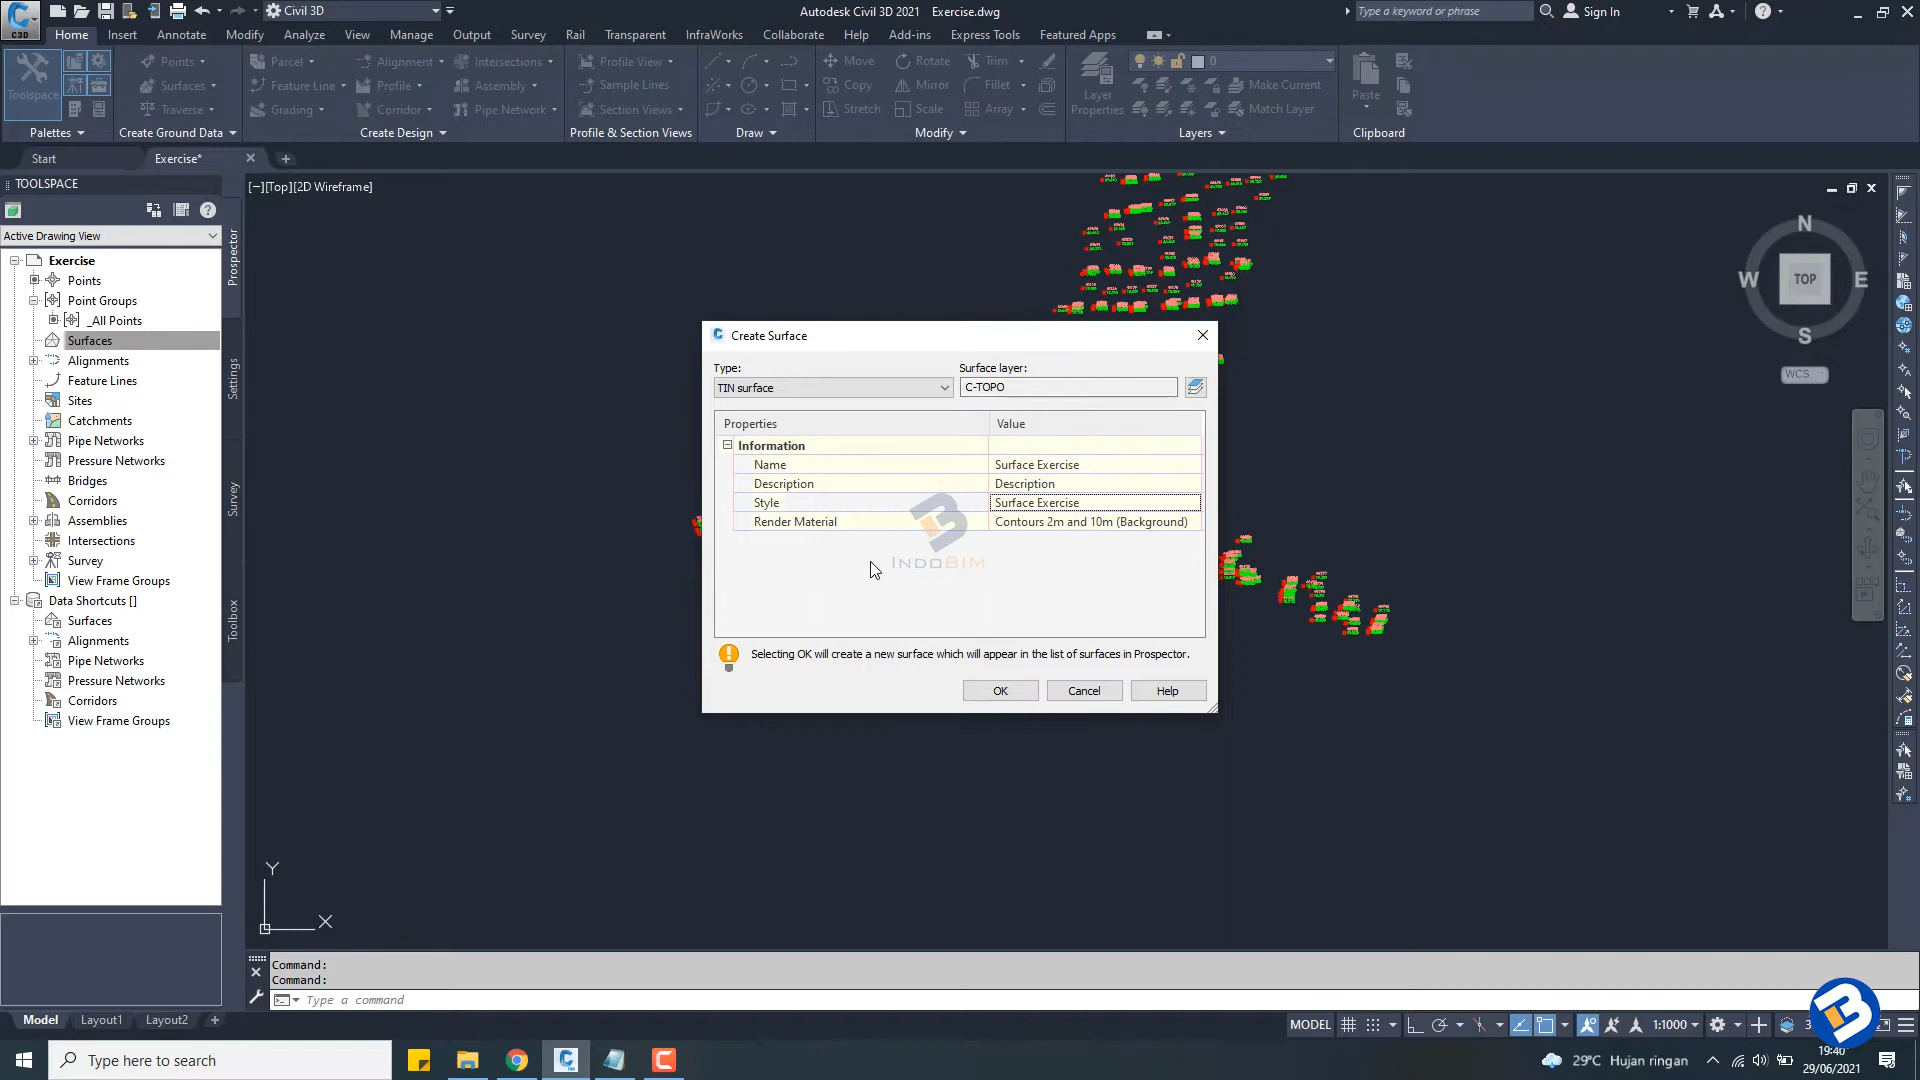 Civil 3D
Autodesk Civil 3D 2021 Exercise.dwg
Type a keyword or phrase
Sign In
C3D
Home Insert Annotate Modify Analyze View Manage Output Survey Rail Transparent InfraWorks Collaborate Help Add-ins Express Tools Featured Apps
Toolspace
Points
Surfaces
Traverse
Parcel
Feature Line
Grading
Alignment
Profile
Corridor
Intersections
Assembly
Pipe Network
Profile View
Sample Lines
Section Views
Move
Copy
Stretch
Rotate
Mirror
Scale
Trim
Fillet
Array
Layer
Properties
0
Make Current
Match Layer
Paste
Palettes Create Ground Data Create Design Profile & Section Views Draw Modify Layers Clipboard
Start Exercise*
TOOLSPACE
Active Drawing View
Exercise
Points
Point Groups
_All Points
Surfaces
Alignments
Feature Lines
Sites
Catchments
Pipe Networks
Pressure Networks
Bridges
Corridors
Assemblies
Intersections
Survey
View Frame Groups
Data Shortcuts []
Surfaces
Alignments
Pipe Networks
Pressure Networks
Corridors
View Frame Groups
Prospector
Settings
Survey
Toolbox
[−][Top][2D Wireframe]
N
W TOP E
S
WCS
Create Surface
Type: Surface layer:
TIN surface C-TOPO
Properties Value
Information
Name Surface Exercise
Description Description
Style Surface Exercise
Render Material Contours 2m and 10m (Background)
INDOBIM
Selecting OK will create a new surface which will appear in the list of surfaces in Prospector.
OK Cancel Help
Y
X
Command:
Command:
Type a command
Model Layout1 Layout2
MODEL 1:1000
Type here to search
29°C Hujan ringan
19:40
29/06/2021